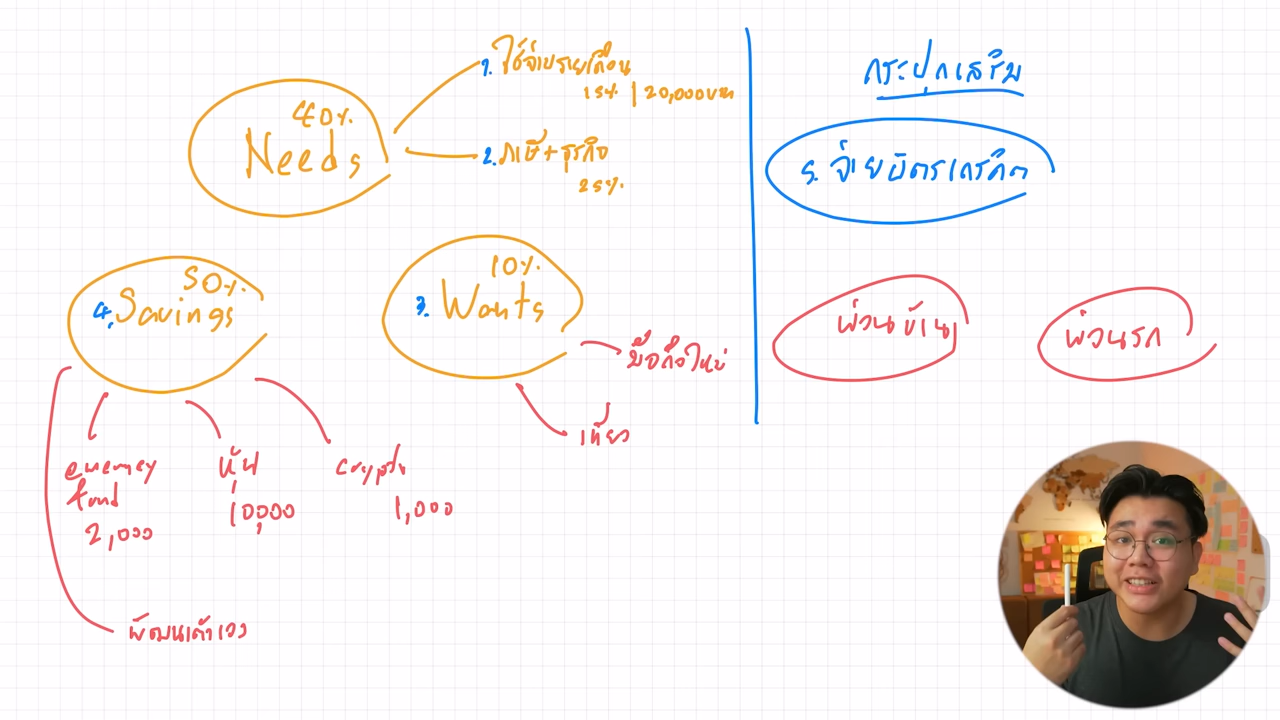 40%
Needs
1. ใช้จ่ายรายเดือน
15% | 20,000บาท
2. ภาษี+ธุรกิจ
25%
50%
4. Savings
10%
3. Wants
มือถือใหม่
เที่ยว
fund
2,000
หุ้น
10,000
crypto
1,000
พัฒนาตัวเอง
กระปุกเสริม
5. จ่ายบัตรเครดิต
ผ่อนบ้าน
ผ่อนรถ